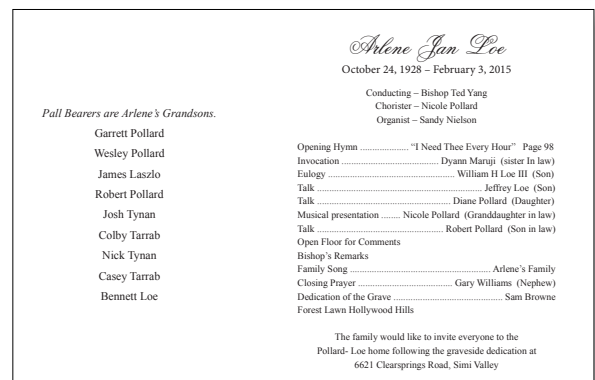 Pall Bearers are Arlene's Grandsons.
Garrett Pollard
Wesley Pollard
James Laszlo
Robert Pollard
Josh Tynan
Colby Tarrab
Nick Tynan
Casey Tarrab
Bennett Loe
Arlene Jan Loe
October 24, 1928 – February 3, 2015
Conducting – Bishop Ted Yang
Chorister – Nicole Pollard
Organist – Sandy Nielson
Opening Hymn .................... “I Need Thee Every Hour” Page 98
Invocation ................................... Dyann Maruji (sister In law)
Eulogy .............................................. William H Loe III (Son)
Talk ............................................................. Jeffrey Loe (Son)
Talk ................................................. Diane Pollard (Daughter)
Musical presentation ........ Nicole Pollard (Granddaughter in law)
Talk ............................................... Robert Pollard (Son in law)
Open Floor for Comments
Bishop's Remarks
Family Song ................................................... Arlene's Family
Closing Prayer ................................... Gary Williams (Nephew)
Dedication of the Grave ........................................ Sam Browne
Forest Lawn Hollywood Hills
The family would like to invite everyone to the
Pollard- Loe home following the graveside dedication at
6621 Clearsprings Road, Simi Valley